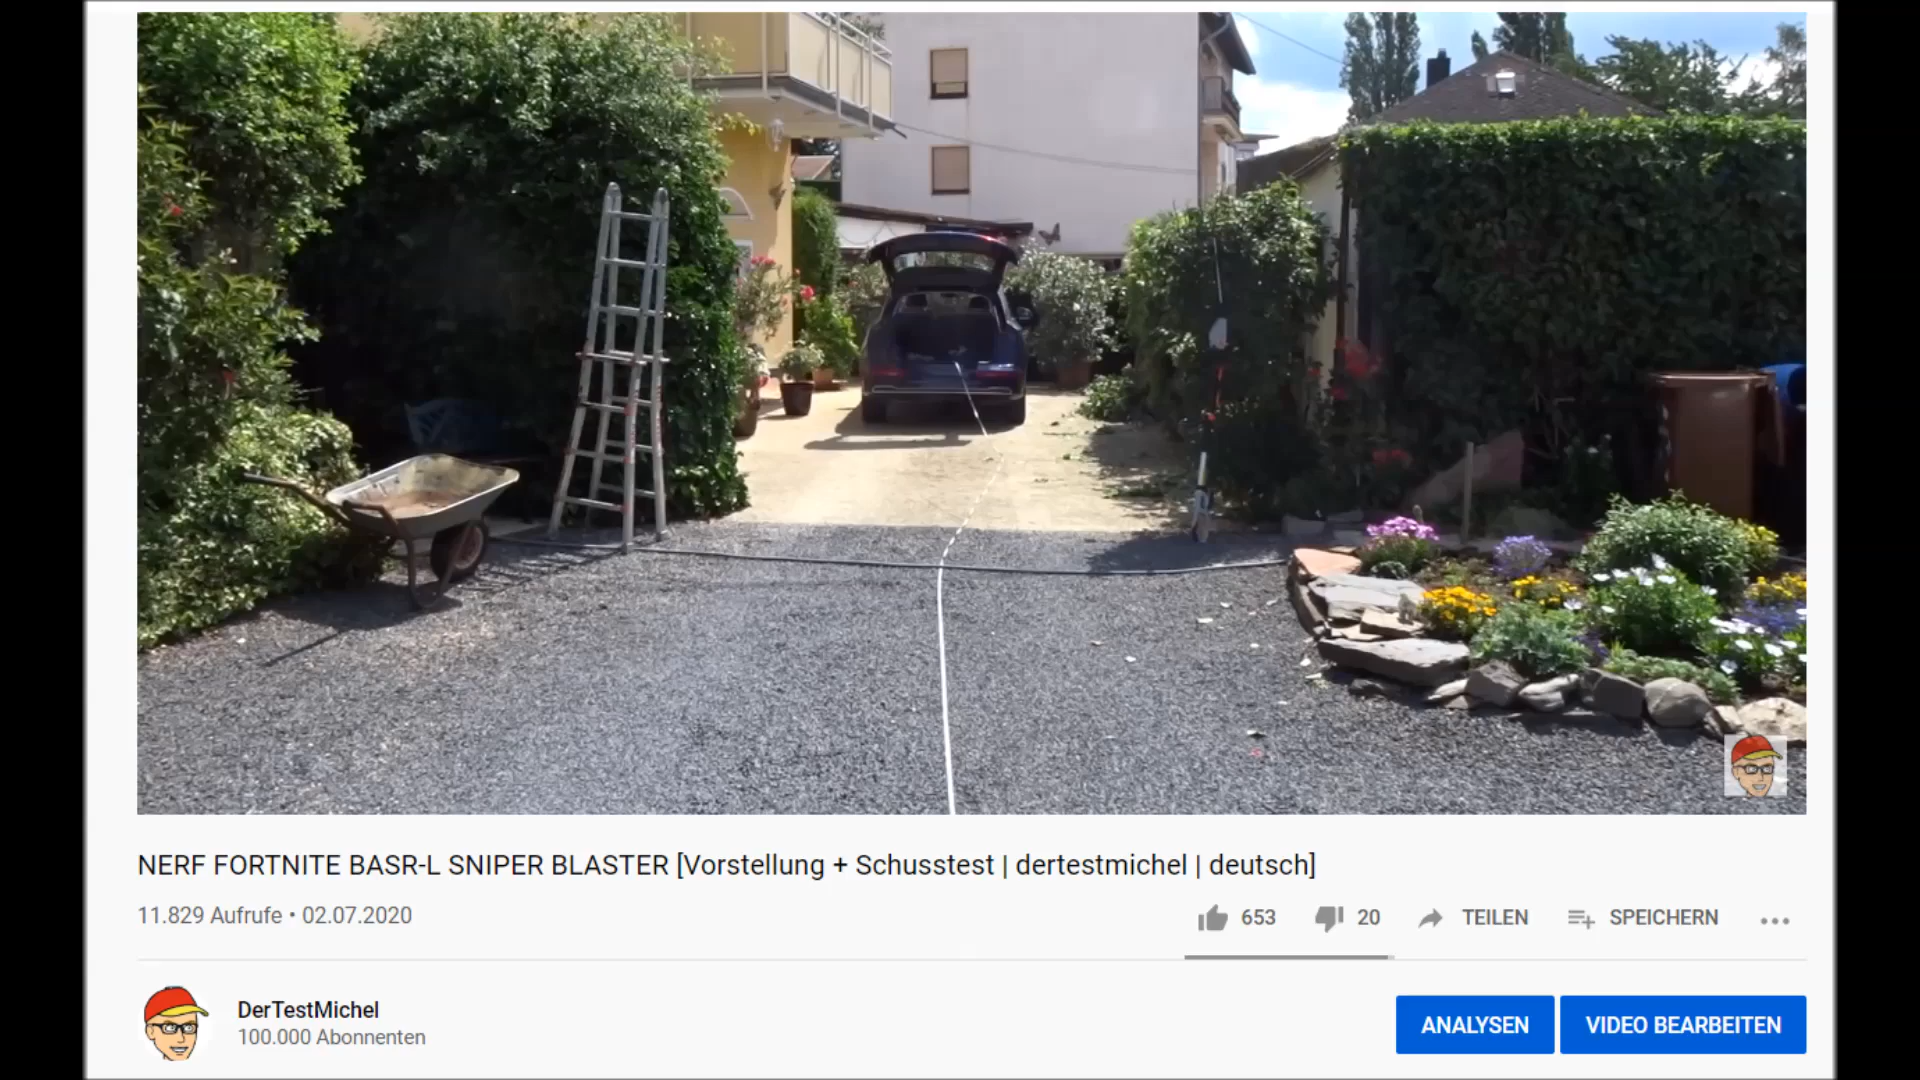 NERF FORTNITE BASR-L SNIPER BLASTER [Vorstellung + Schusstest | dertestmichel | deutsch]
11.829 Aufrufe • 02.07.2020
653 20 TEILEN SPEICHERN
DerTestMichel
100.000 Abonnenten
ANALYSEN VIDEO BEARBEITEN